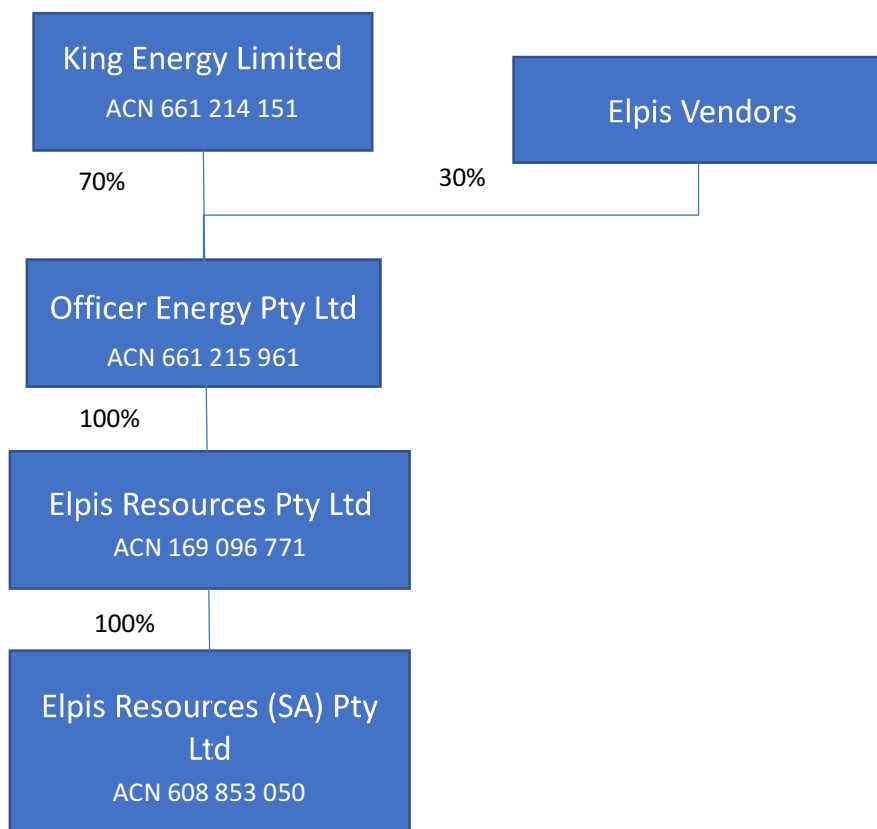 King Energy Limited
ACN 661 214 151
Elpis Vendors
70%
30%
Officer Energy Pty Ltd
ACN 661 215 961
100%
Elpis Resources Pty Ltd
ACN 169 096 771
100%
Elpis Resources (SA) Pty
Ltd
ACN 608 853 050